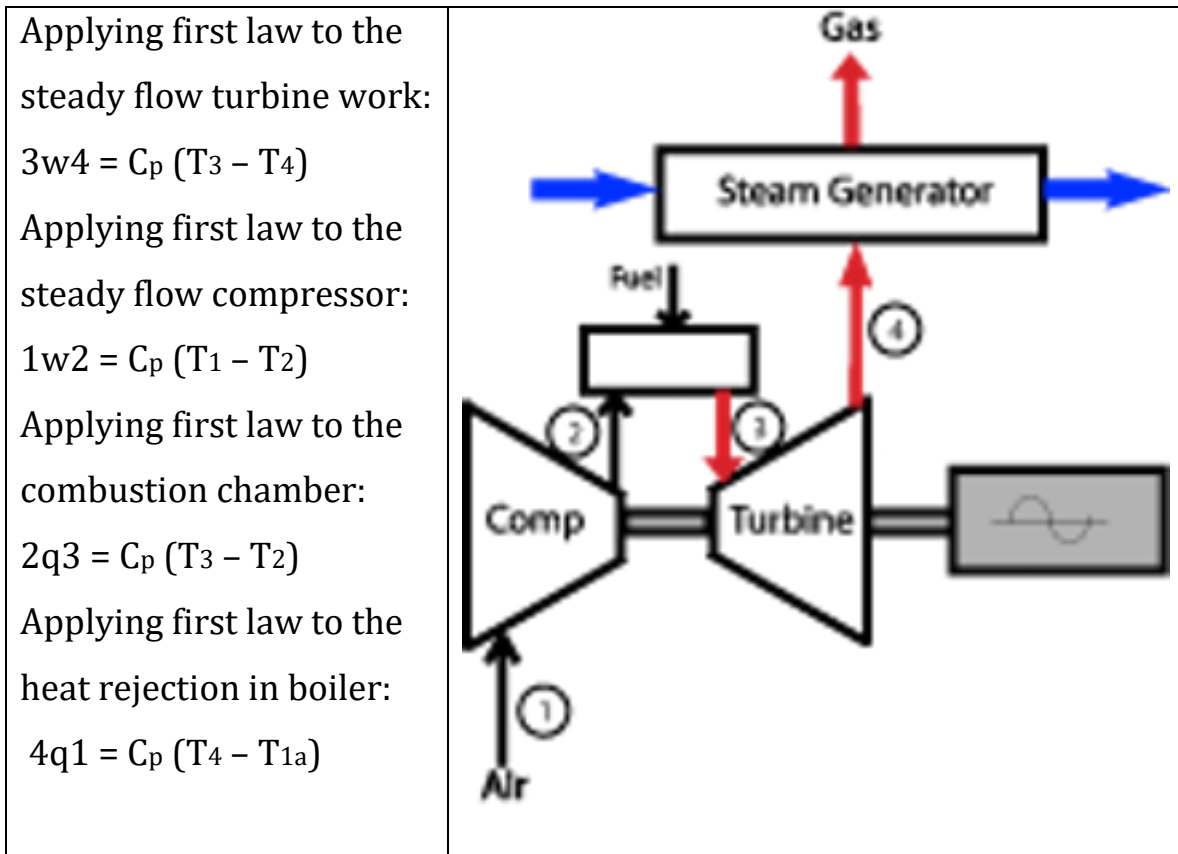 Applying first law to the
steady flow turbine work:
3w4 = Cp (T3 – T4)
Applying first law to the
steady flow compressor:
1w2 = Cp (T1 – T2)
Applying first law to the
combustion chamber:
2q3 = Cp (T3 – T2)
Applying first law to the
heat rejection in boiler:
4q1 = Cp (T4 – T1a)
Gas
Steam Generator
Fuel
4
2
3
Comp
Turbine
1
Air